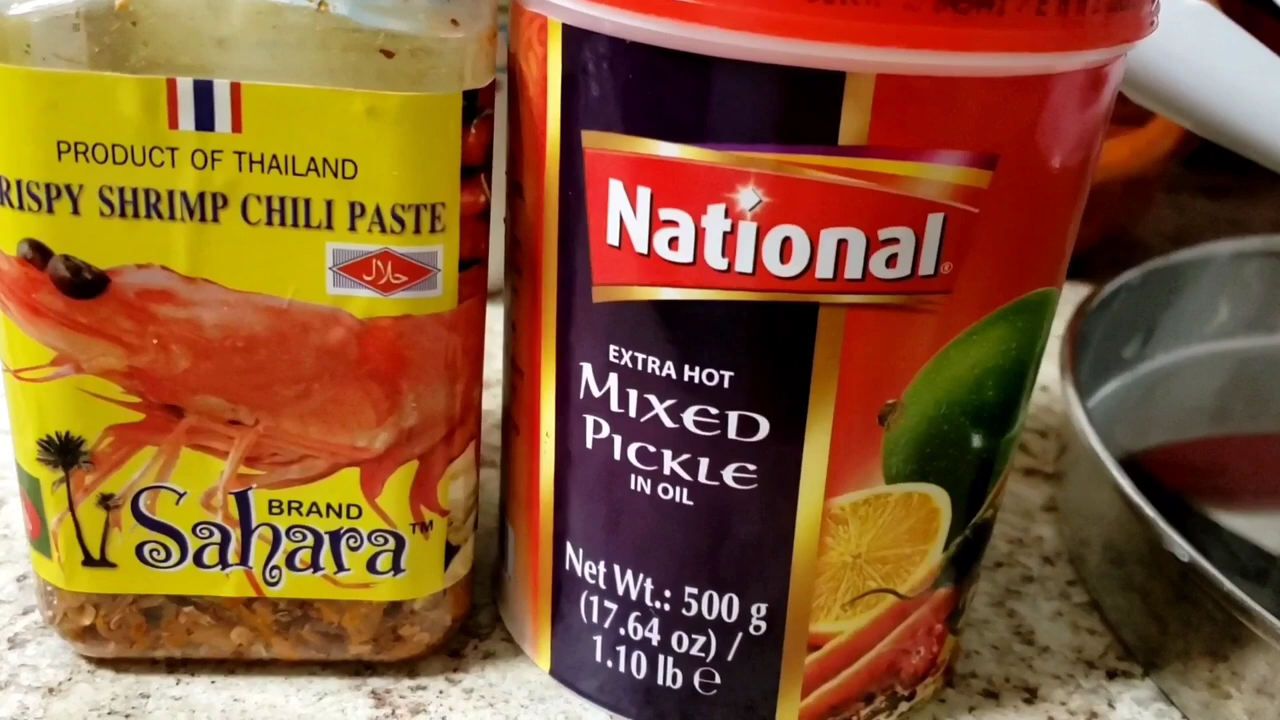 PRODUCT OF THAILAND
RISPY SHRIMP CHILI PASTE
حلال
BRAND
Sahara™
National®
EXTRA HOT
MIXED
PICKLE
IN OIL
Net Wt.: 500 g
(17.64 oz) /
1.10 lb ℮